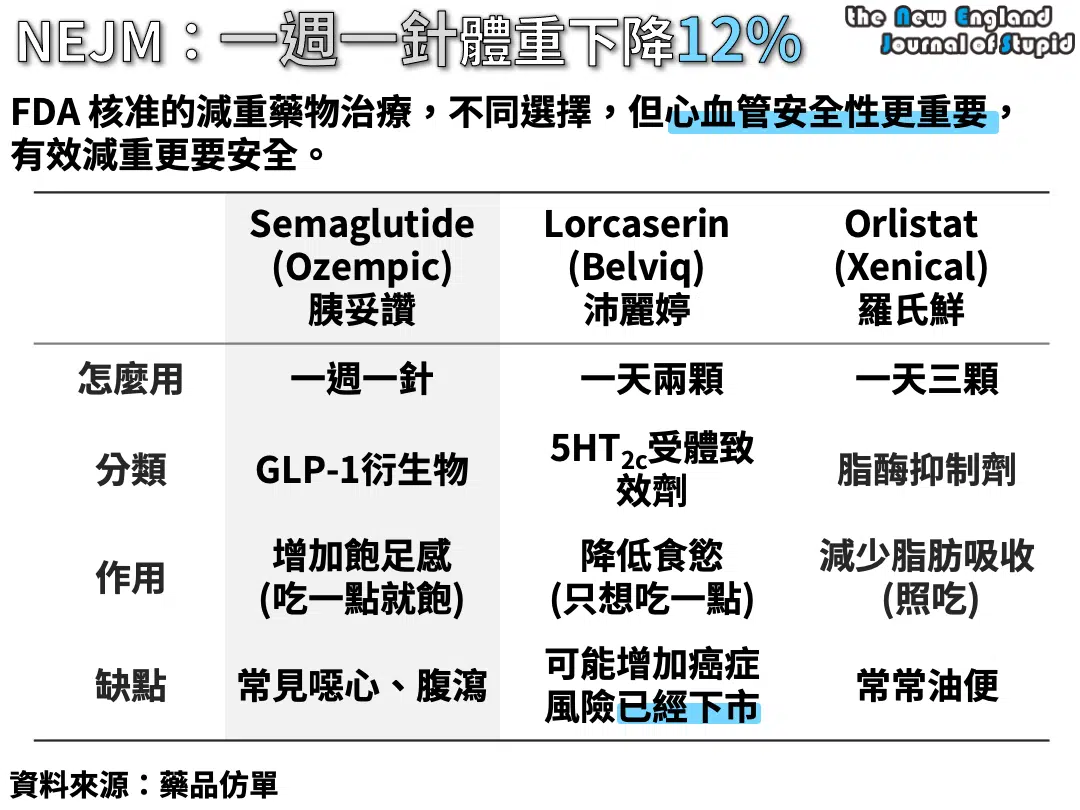 NEJM：一週一針體重下降12%
the New England
Journal of Stupid
FDA 核准的減重藥物治療，不同選擇，但心血管安全性更重要，
有效減重更要安全。
Semaglutide
(Ozempic)
胰妥讚
Lorcaserin
(Belviq)
沛麗婷
Orlistat
(Xenical)
羅氏鮮
怎麼用
一週一針
一天兩顆
一天三顆
分類
GLP-1衍生物
5HT2c受體致
效劑
脂酶抑制劑
作用
增加飽足感
(吃一點就飽)
降低食慾
(只想吃一點)
減少脂肪吸收
(照吃)
缺點
常見噁心、腹瀉
可能增加癌症
風險已經下市
常常油便
資料來源：藥品仿單